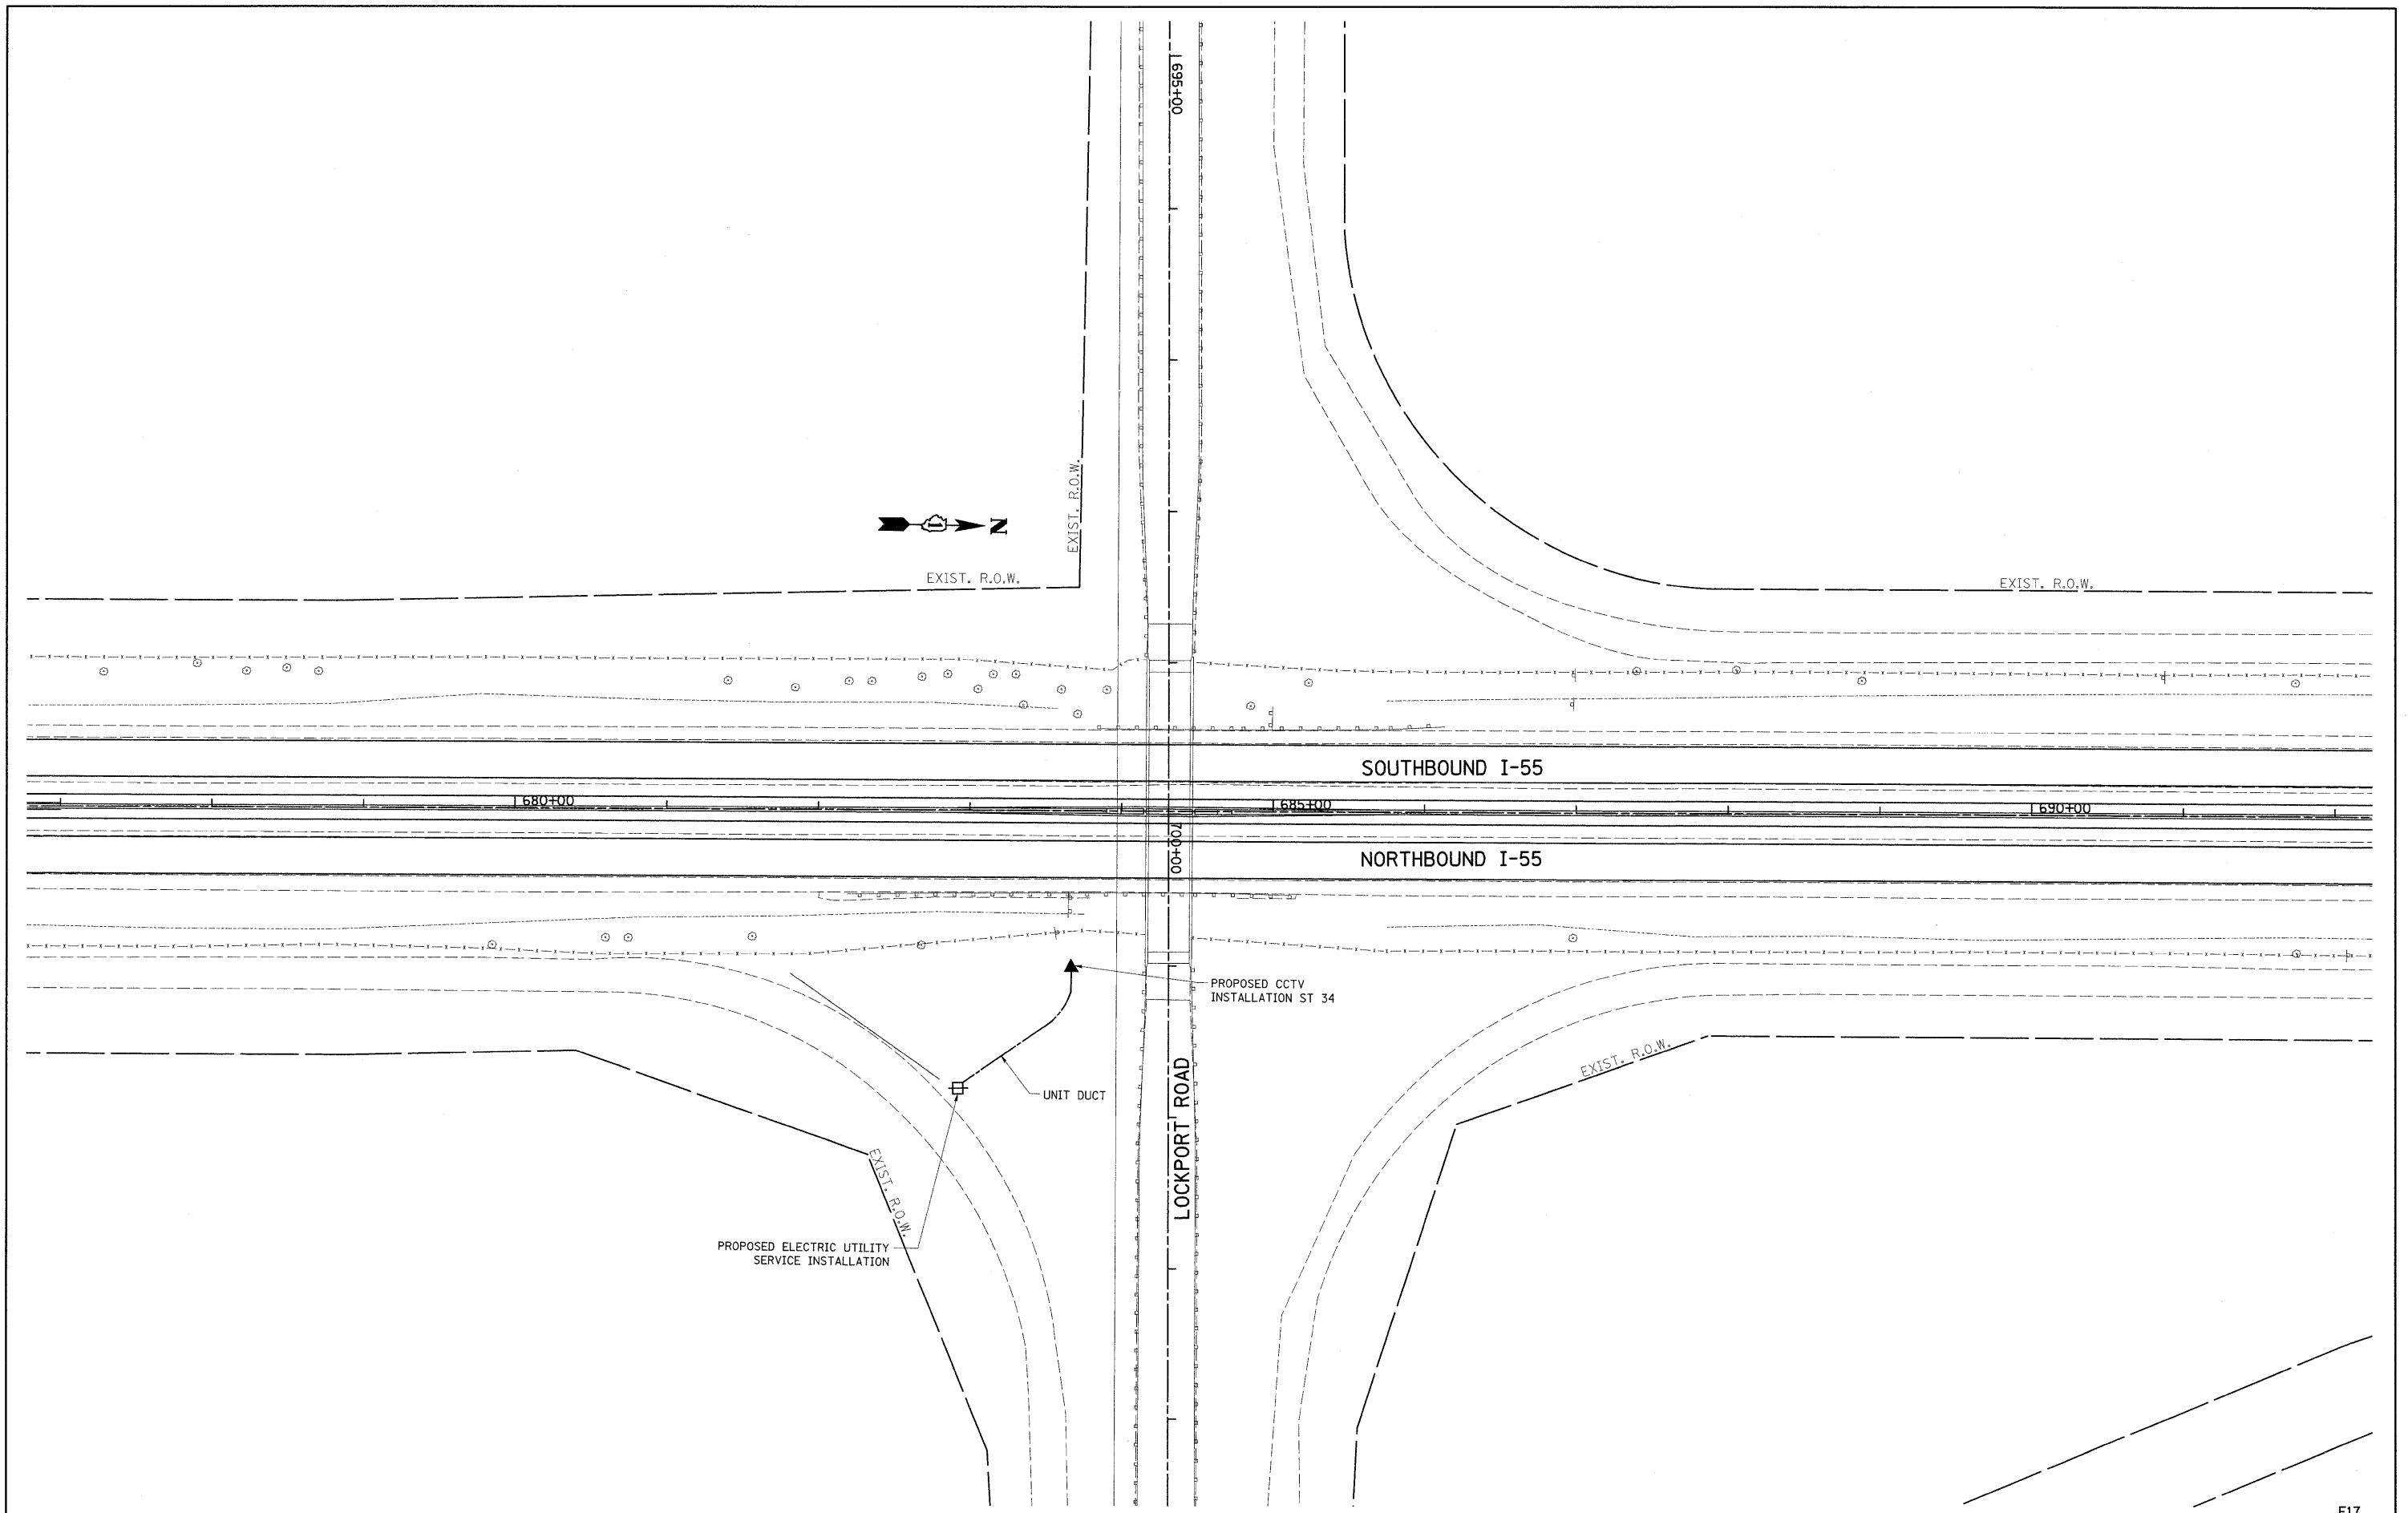 695+00
N
EXIST. R.O.W.
EXIST. R.O.W.
EXIST. R.O.W.
SOUTHBOUND I-55
680+00
685+00
690+00
700+00
NORTHBOUND I-55
PROPOSED CCTV
INSTALLATION ST 34
EXIST. R.O.W.
UNIT DUCT
LOCKPORT ROAD
EXIST. R.O.W.
PROPOSED ELECTRIC UTILITY
SERVICE INSTALLATION